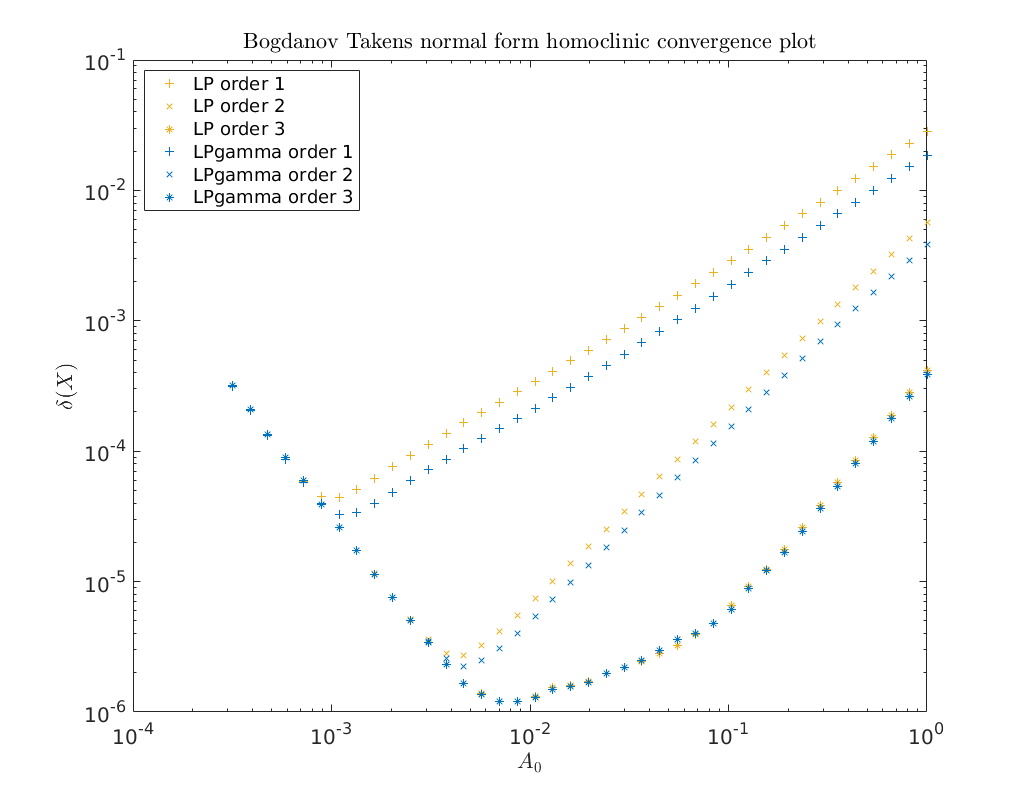 Bogdanov Takens normal form homoclinic convergence plot
10^-1
10^-2
10^-3
10^-4
10^-5
10^-6
δ(X)
LP order 1
LP order 2
LP order 3
LPgamma order 1
LPgamma order 2
LPgamma order 3
10^-4 10^-3 10^-2 10^-1 10^0
A_0